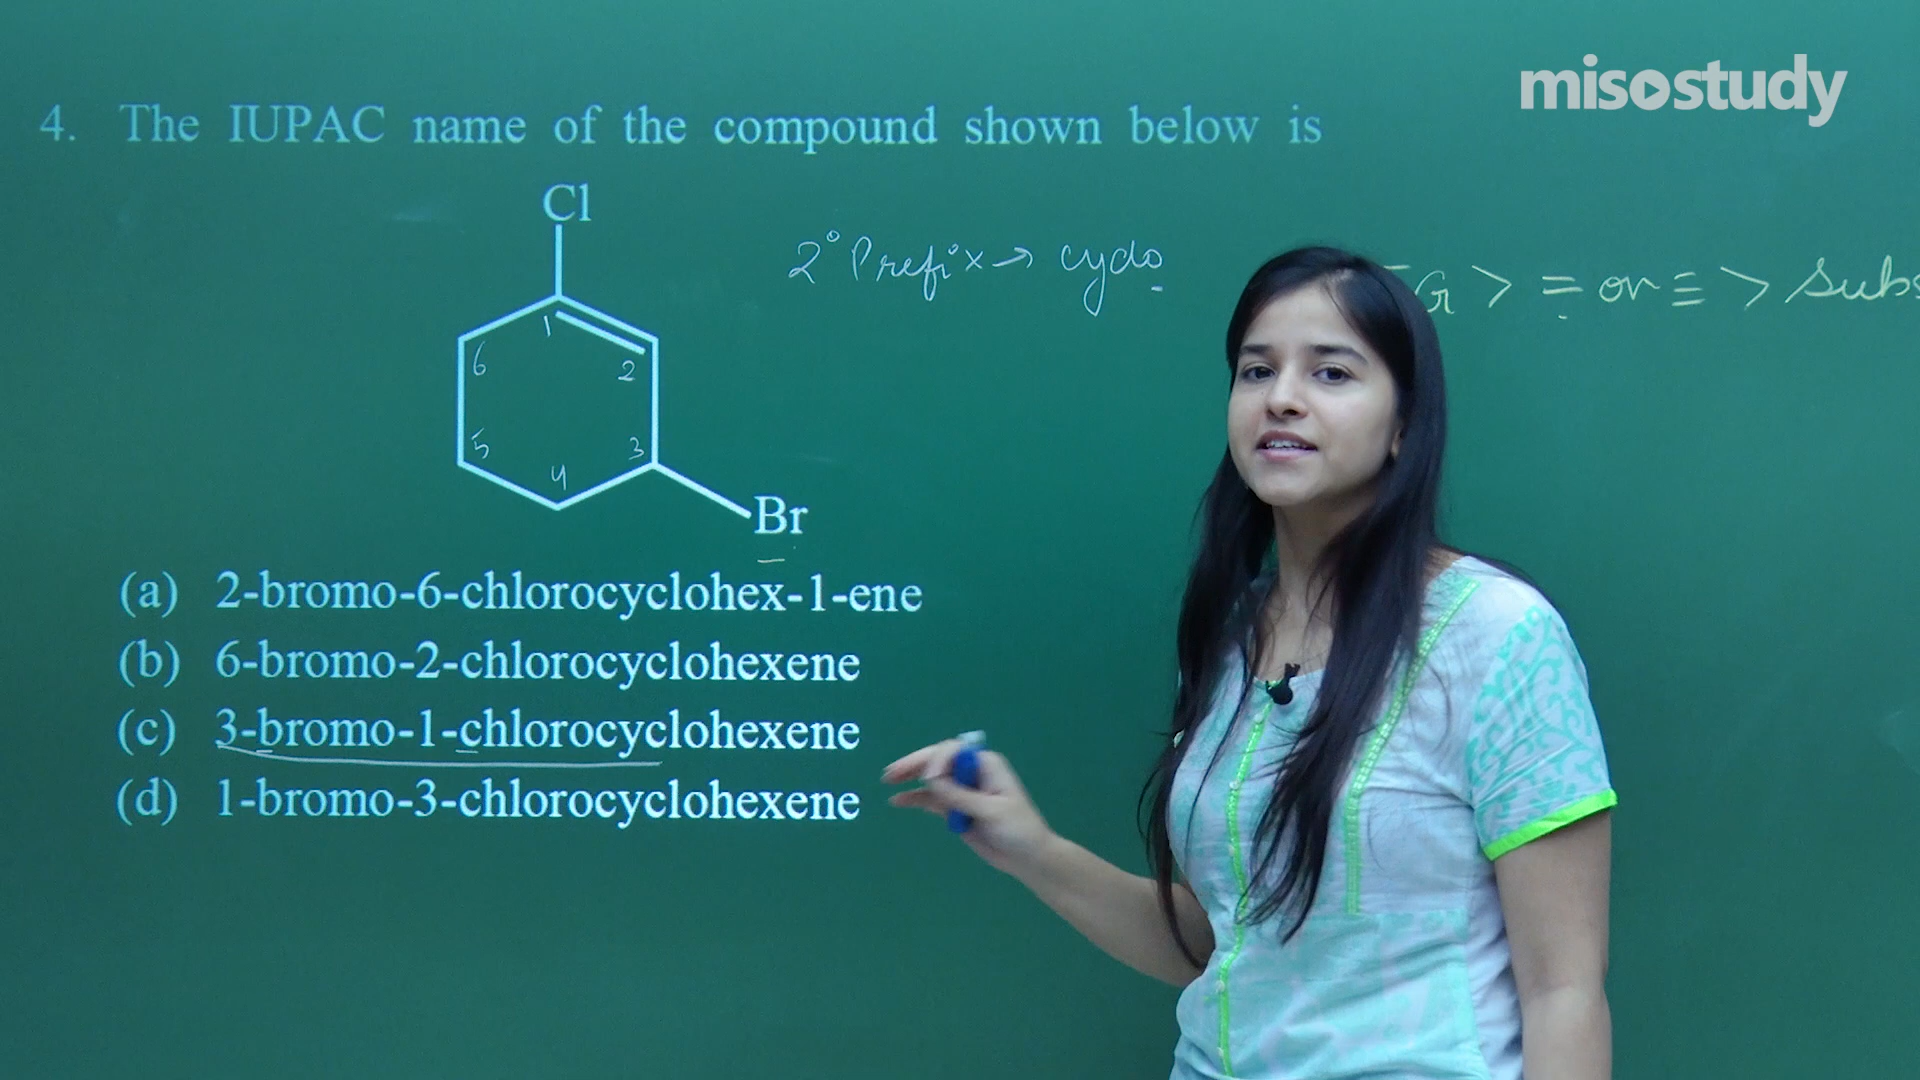 misostudy
4. The IUPAC name of the compound shown below is
Cl
2° Prefix → cyclo
G > = or ≡ > Subs
1
6
2
5
3
4
Br
(a) 2-bromo-6-chlorocyclohex-1-ene
(b) 6-bromo-2-chlorocyclohexene
(c) 3-bromo-1-chlorocyclohexene
(d) 1-bromo-3-chlorocyclohexene